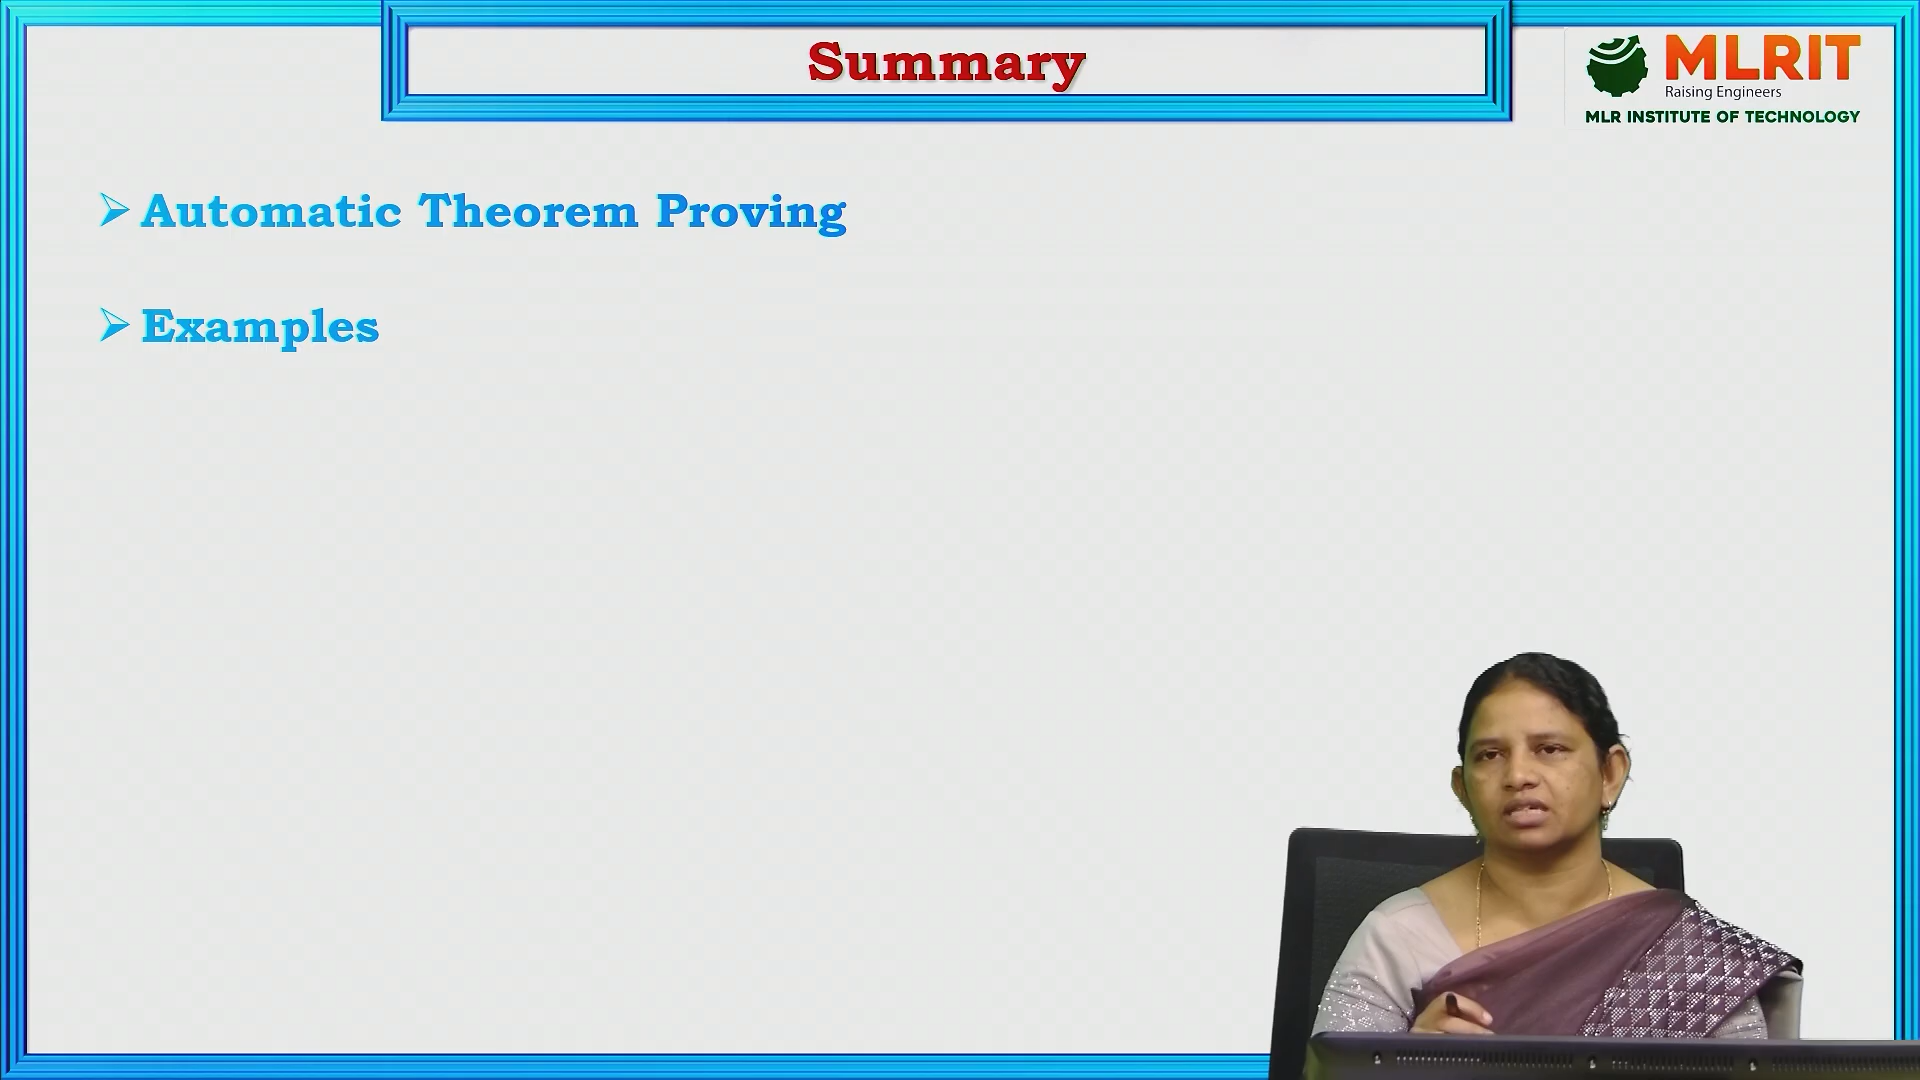 Summary
MLRIT
Raising Engineers
MLR INSTITUTE OF TECHNOLOGY
Automatic Theorem Proving
Examples